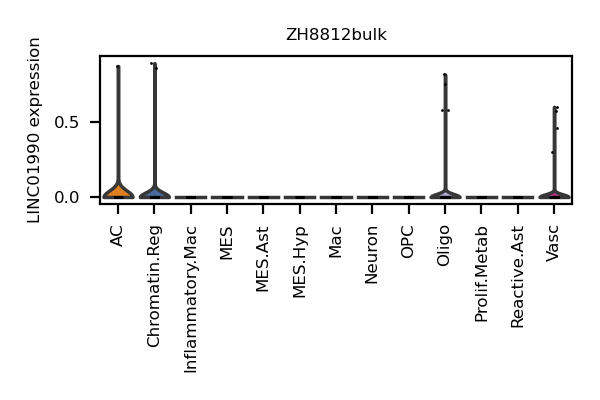 ZH8812bulk
LINC01990 expression
0.5
0.0
AC
Chromatin.Reg
Inflammatory.Mac
MES
MES.Ast
MES.Hyp
Mac
Neuron
OPC
Oligo
Prolif.Metab
Reactive.Ast
Vasc